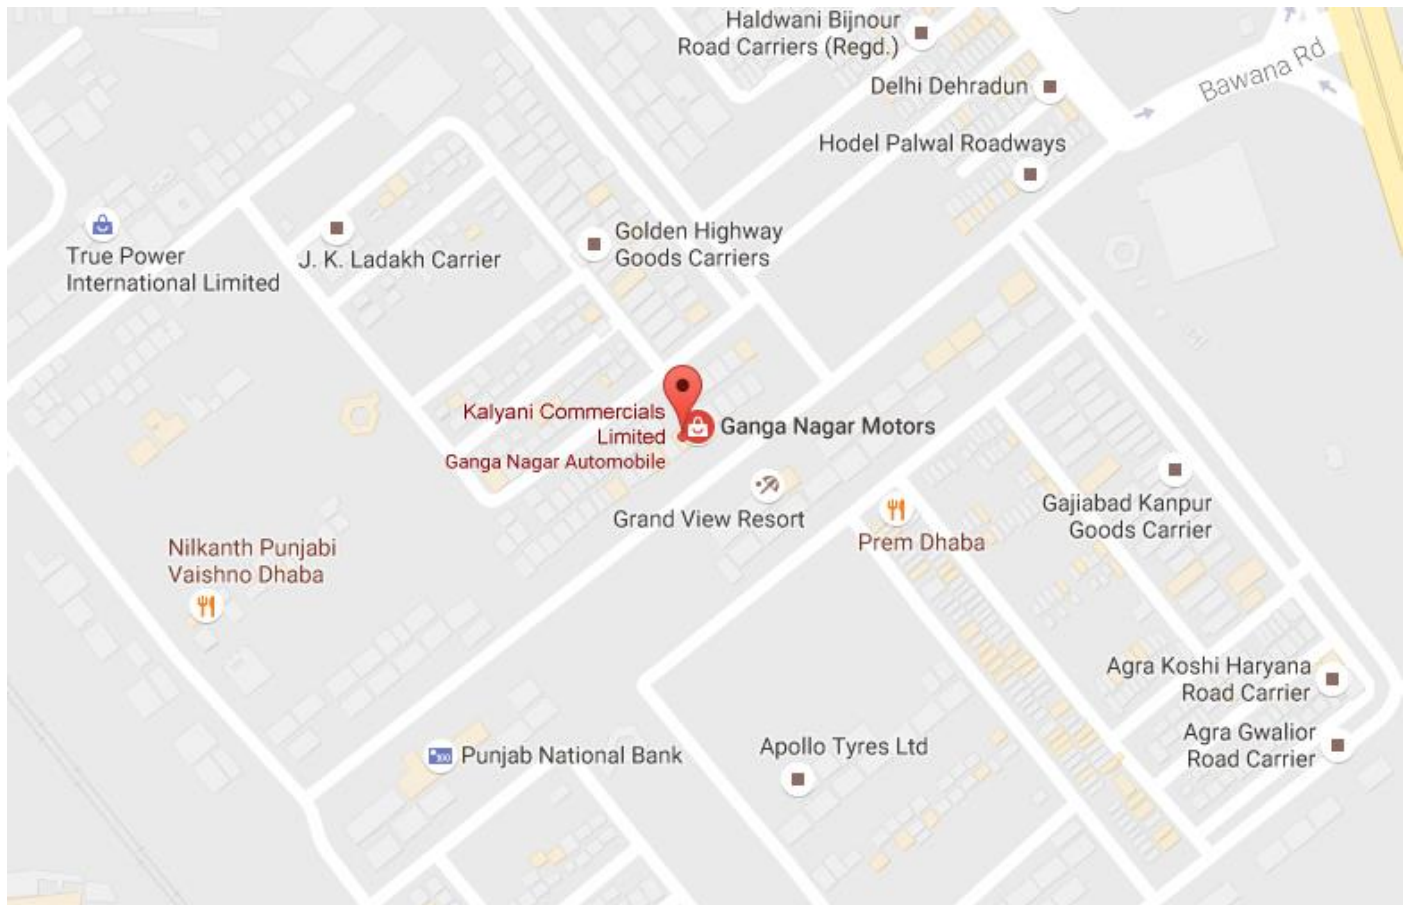 Haldwani Bijnour
Road Carriers (Regd.)
Bawana Rd
Delhi Dehradun
Hodel Palwal Roadways
Golden Highway
Goods Carriers
True Power
International Limited
J. K. Ladakh Carrier
Kalyani Commercials
Limited
Ganga Nagar Automobile
Ganga Nagar Motors
Grand View Resort
Prem Dhaba
Gajiabad Kanpur
Goods Carrier
Nilkanth Punjabi
Vaishno Dhaba
Agra Koshi Haryana
Road Carrier
Agra Gwalior
Road Carrier
Punjab National Bank
Apollo Tyres Ltd